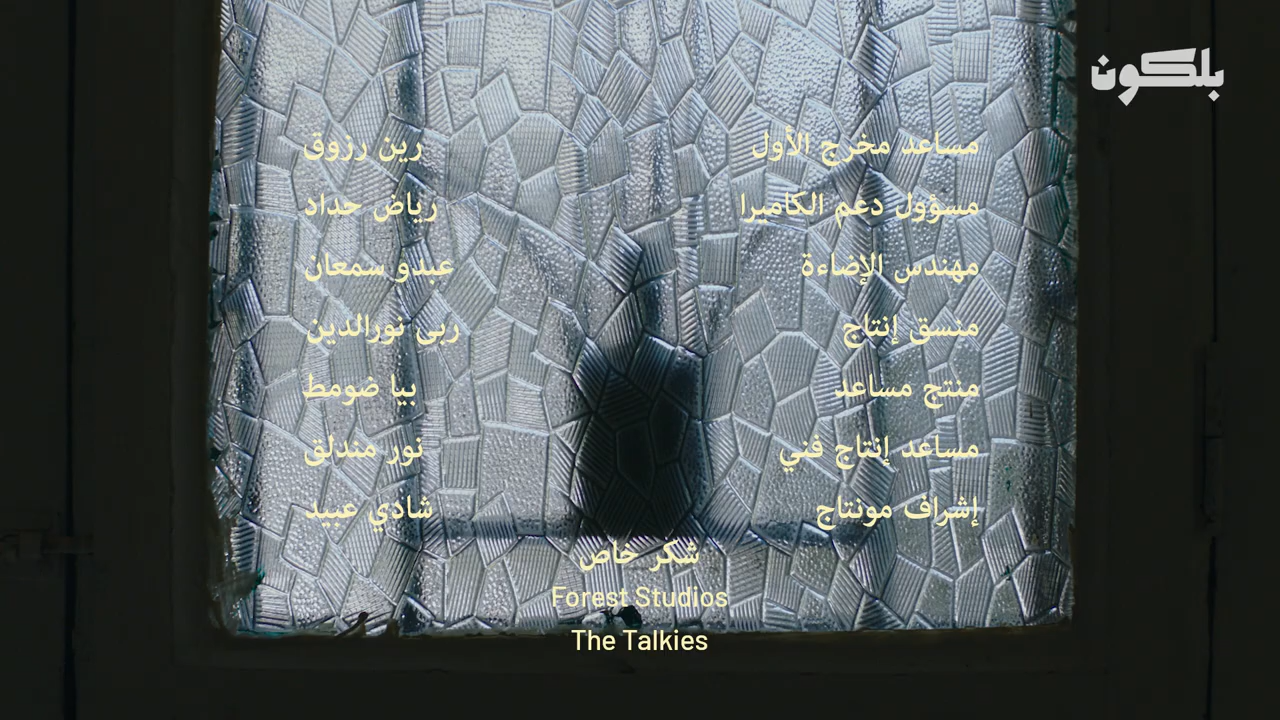 بلكون
مساعد مخرج الأول رين رزوق
مسؤول دعم الكاميرا رياض حداد
مهندس الإضاءة عبدو سمعان
منسق إنتاج ربى نورالدين
منتج مساعد بيا ضومط
مساعد إنتاج فني نور مندلق
إشراف مونتاج شادي عبيد
شكر خاص
Forest Studios
The Talkies